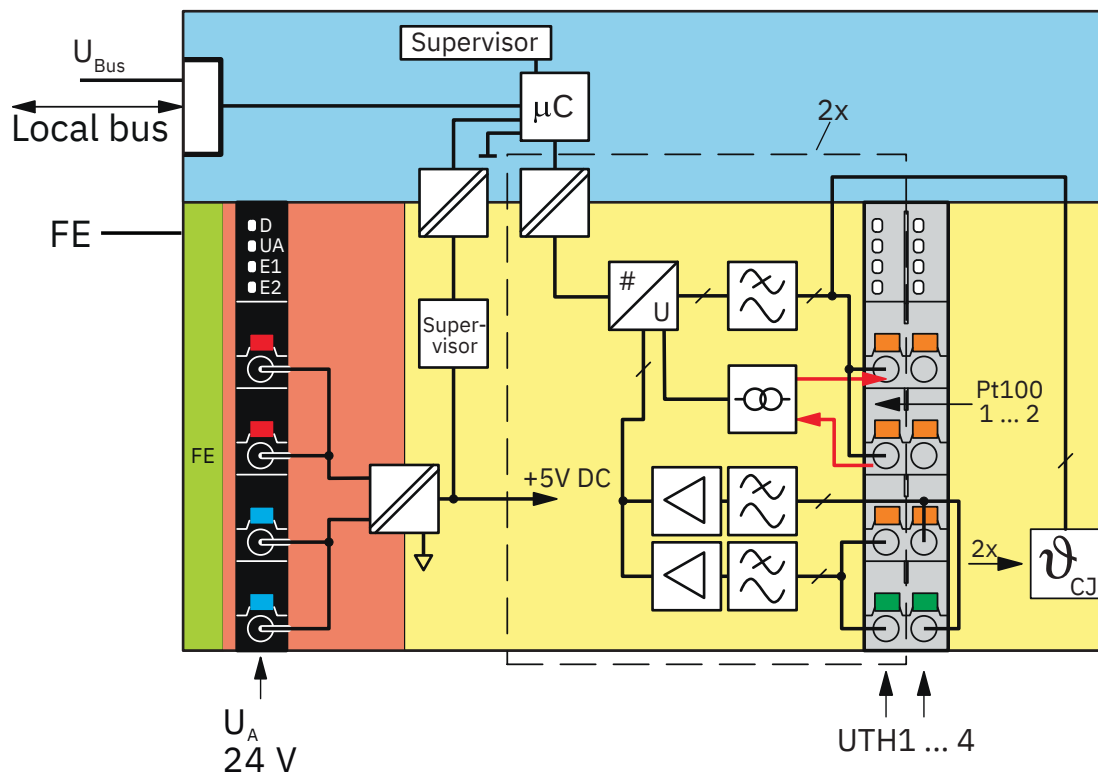 Supervisor
U Bus
μC
2x
Local bus
FE
D
UA
E1
E2
#
U
Super-
visor
Pt100
1 ... 2
FE
+5V DC
2x
ϑCJ
UA
24 V
UTH1 ... 4